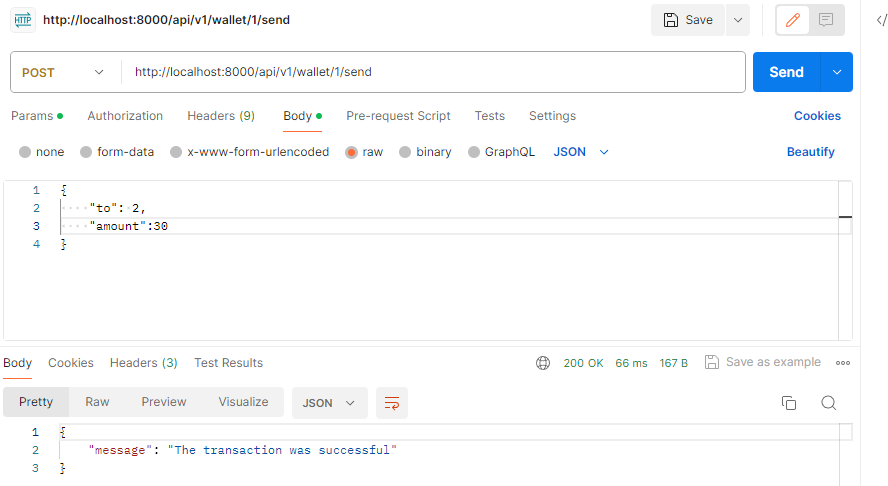 HTTP http://localhost:8000/api/v1/wallet/1/send Save </>
POST http://localhost:8000/api/v1/wallet/1/send Send
Params Authorization Headers (9) Body Pre-request Script Tests Settings Cookies
none form-data x-www-form-urlencoded raw binary GraphQL JSON Beautify
1 {
2 "to": 2,
3 "amount":30
4 }
Body Cookies Headers (3) Test Results 200 OK 66 ms 167 B Save as example
Pretty Raw Preview Visualize JSON
1 {
2 "message": "The transaction was successful"
3 }